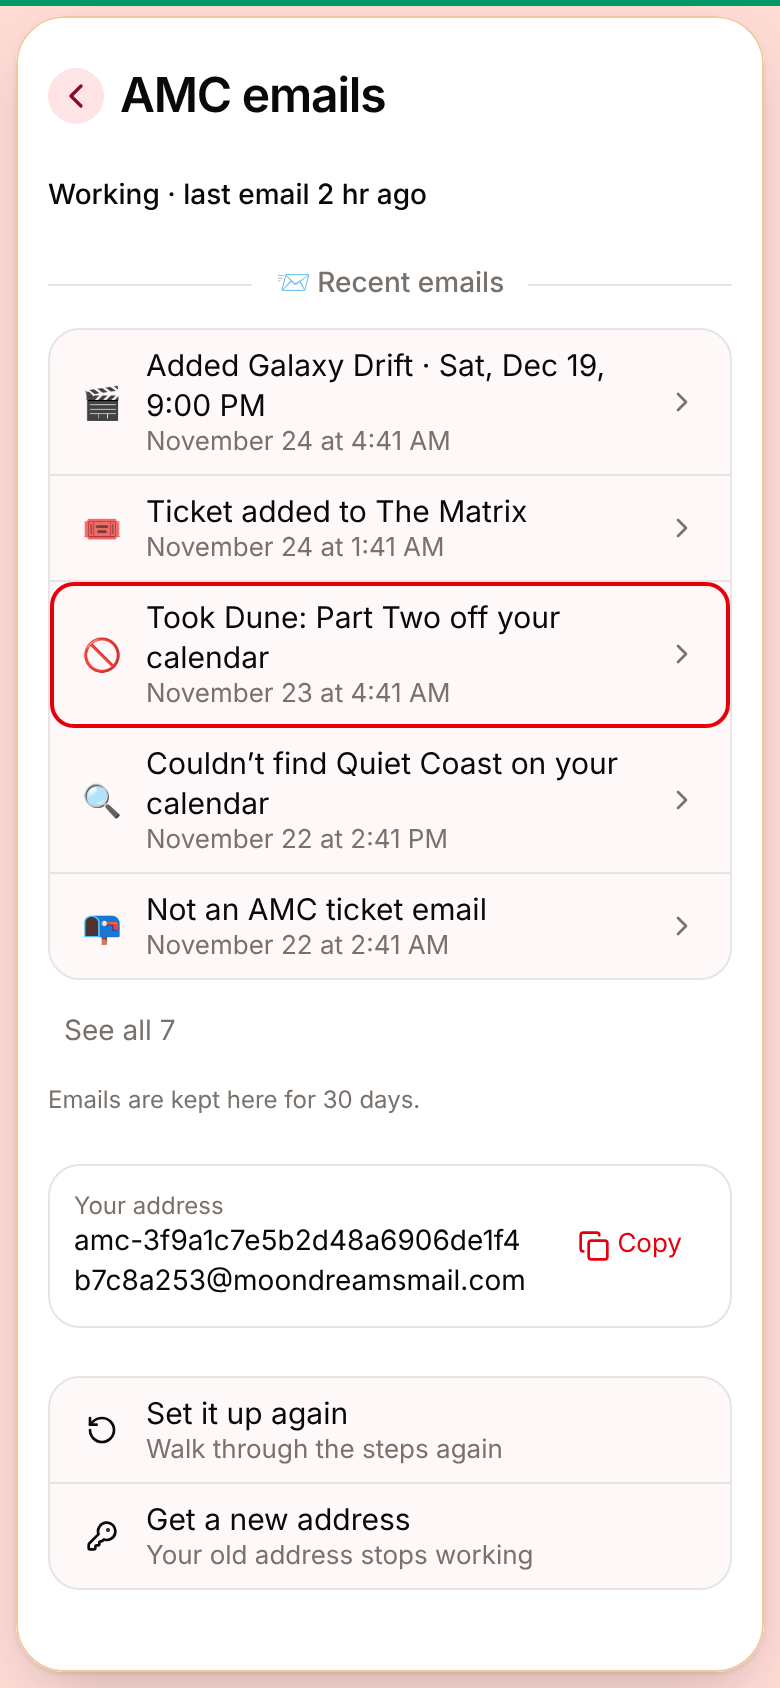 AMC emails
Working · last email 2 hr ago
📨 Recent emails
Added Galaxy Drift · Sat, Dec 19,
9:00 PM
November 24 at 4:41 AM
Ticket added to The Matrix
November 24 at 1:41 AM
Took Dune: Part Two off your
calendar
November 23 at 4:41 AM
Couldn’t find Quiet Coast on your
calendar
November 22 at 2:41 PM
Not an AMC ticket email
November 22 at 2:41 AM
See all 7
Emails are kept here for 30 days.
Your address
amc-3f9a1c7e5b2d48a6906de1f4
b7c8a253@moondreamsmail.com
Copy
Set it up again
Walk through the steps again
Get a new address
Your old address stops working